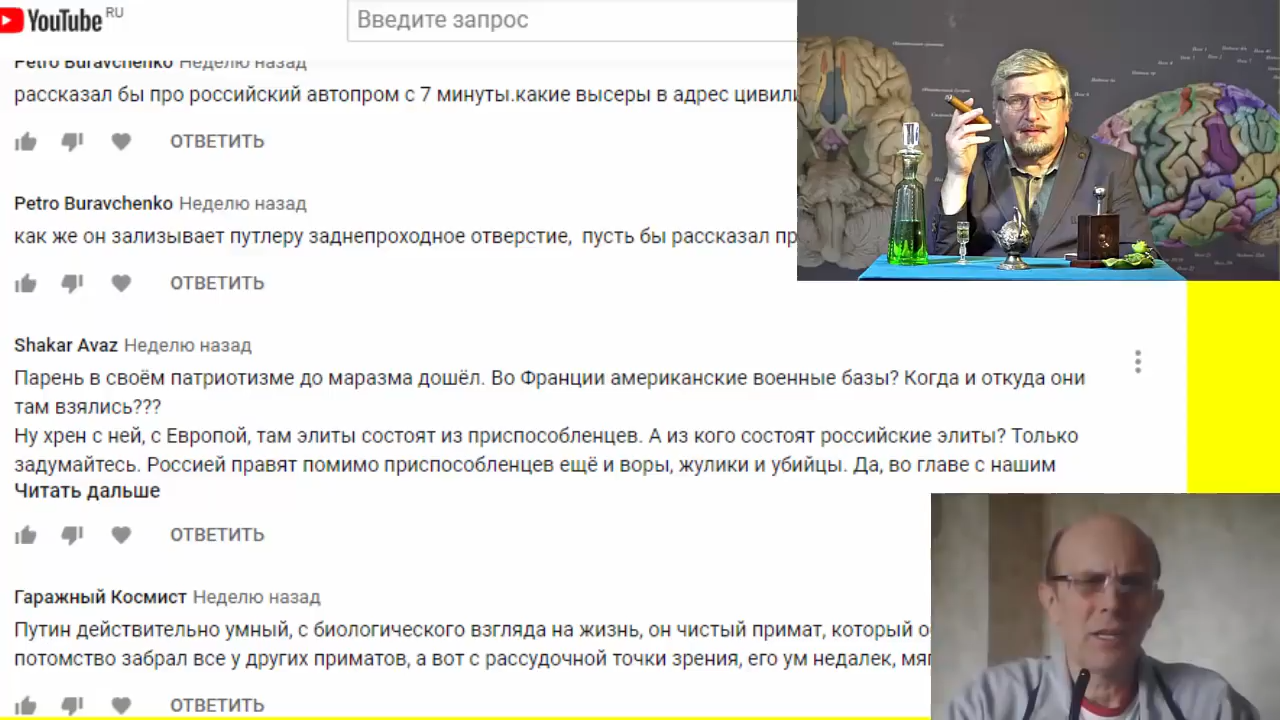 YouTube RU
Введите запрос
Petro Buravchenko Неделю назад
рассказал бы про российский автопром с 7 минуты.какие высеры в адрес
ОТВЕТИТЬ
Petro Buravchenko Неделю назад
как же он зализывает путлеру заднепроходное отверстие, пусть бы рассказал
ОТВЕТИТЬ
Shakar Avaz Неделю назад
Парень в своём патриотизме до маразма дошёл. Во Франции американские военные базы? Когда и откуда они
там взялись???
Ну хрен с ней, с Европой, там элиты состоят из приспособленцев. А из кого состоят российские элиты? Только
задумайтесь. Россией правят помимо приспособленцев ещё и воры, жулики и убийцы. Да, во главе с нашим
Читать дальше
ОТВЕТИТЬ
Гаражный Космист Неделю назад
Путин действительно умный, с биологического взгляда на жизнь, он чистый примат, который
потомство забрал все у других приматов, а вот с рассудочной точки зрения, его ум недалек,
ОТВЕТИТЬ